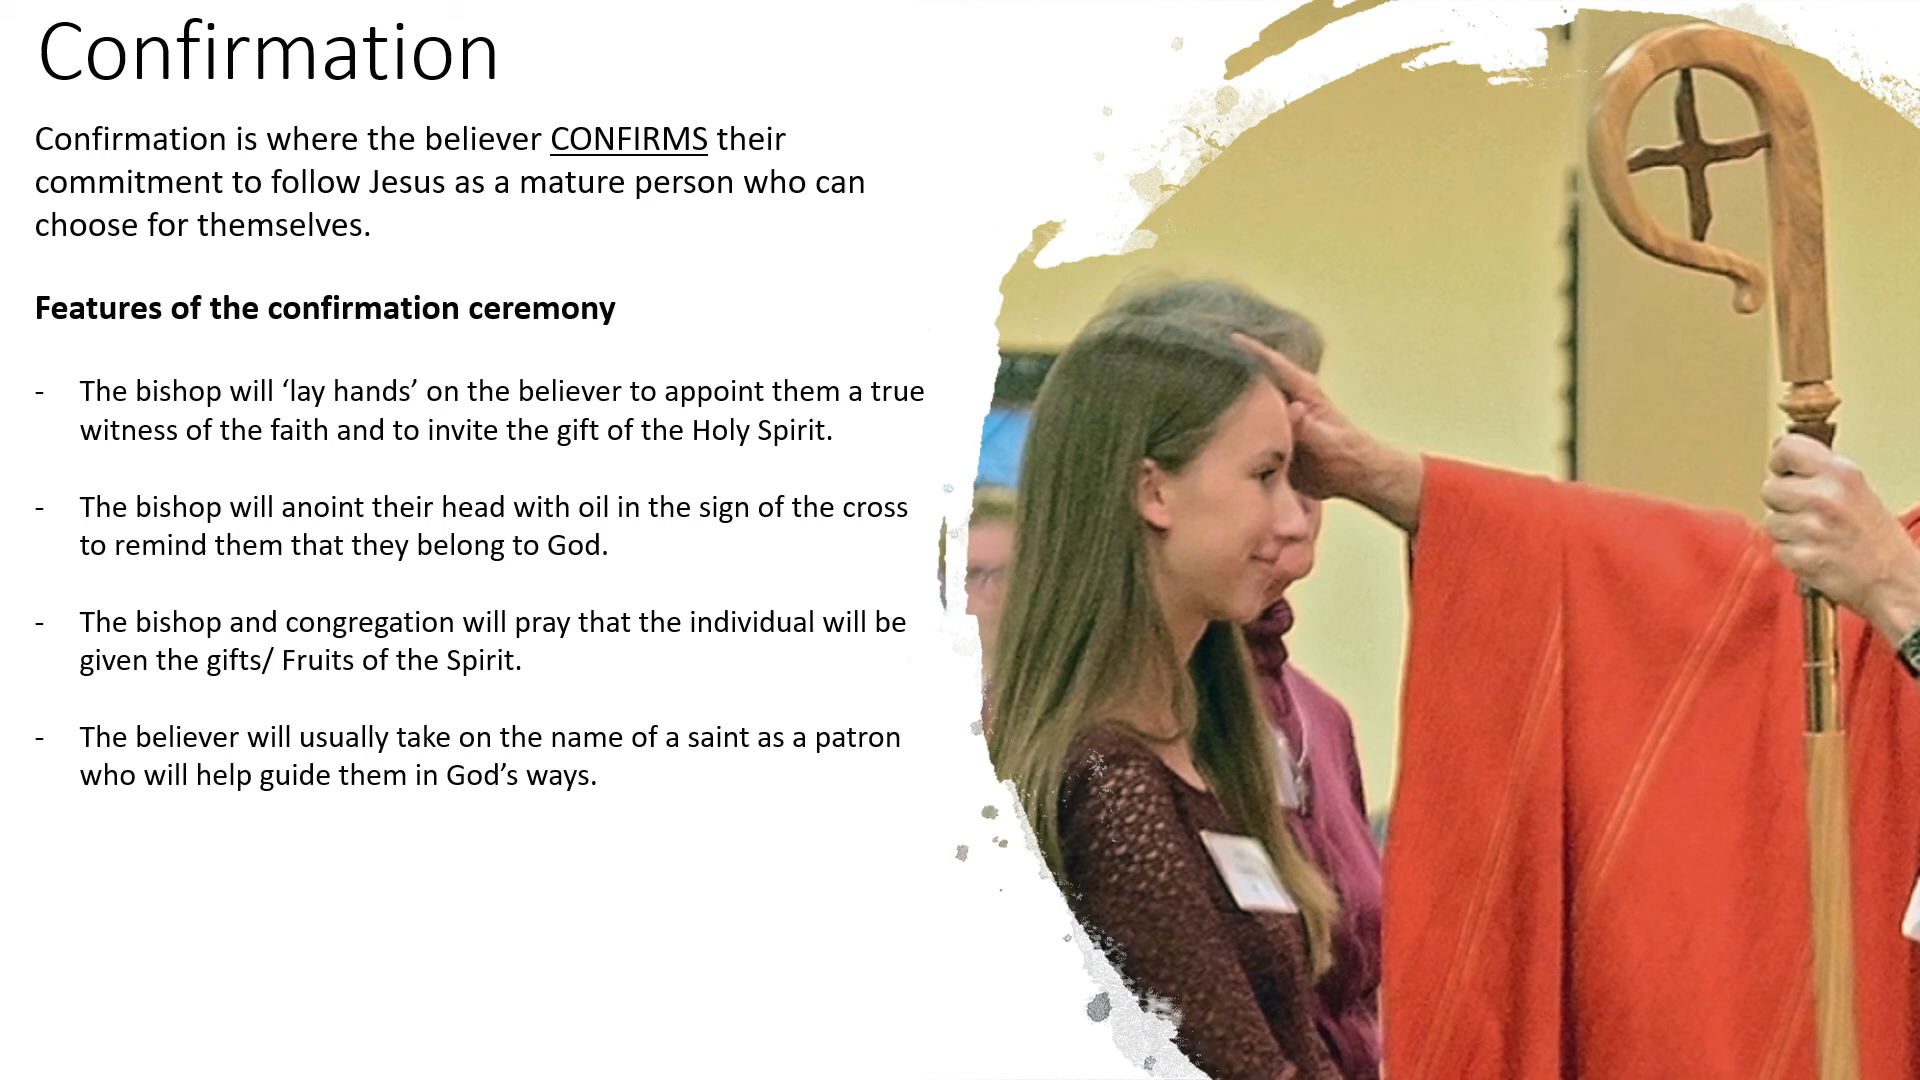 Confirmation
Confirmation is where the believer CONFIRMS their
commitment to follow Jesus as a mature person who can
choose for themselves.
Features of the confirmation ceremony
- The bishop will ‘lay hands’ on the believer to appoint them a true
witness of the faith and to invite the gift of the Holy Spirit.
- The bishop will anoint their head with oil in the sign of the cross
to remind them that they belong to God.
- The bishop and congregation will pray that the individual will be
given the gifts/ Fruits of the Spirit.
- The believer will usually take on the name of a saint as a patron
who will help guide them in God’s ways.